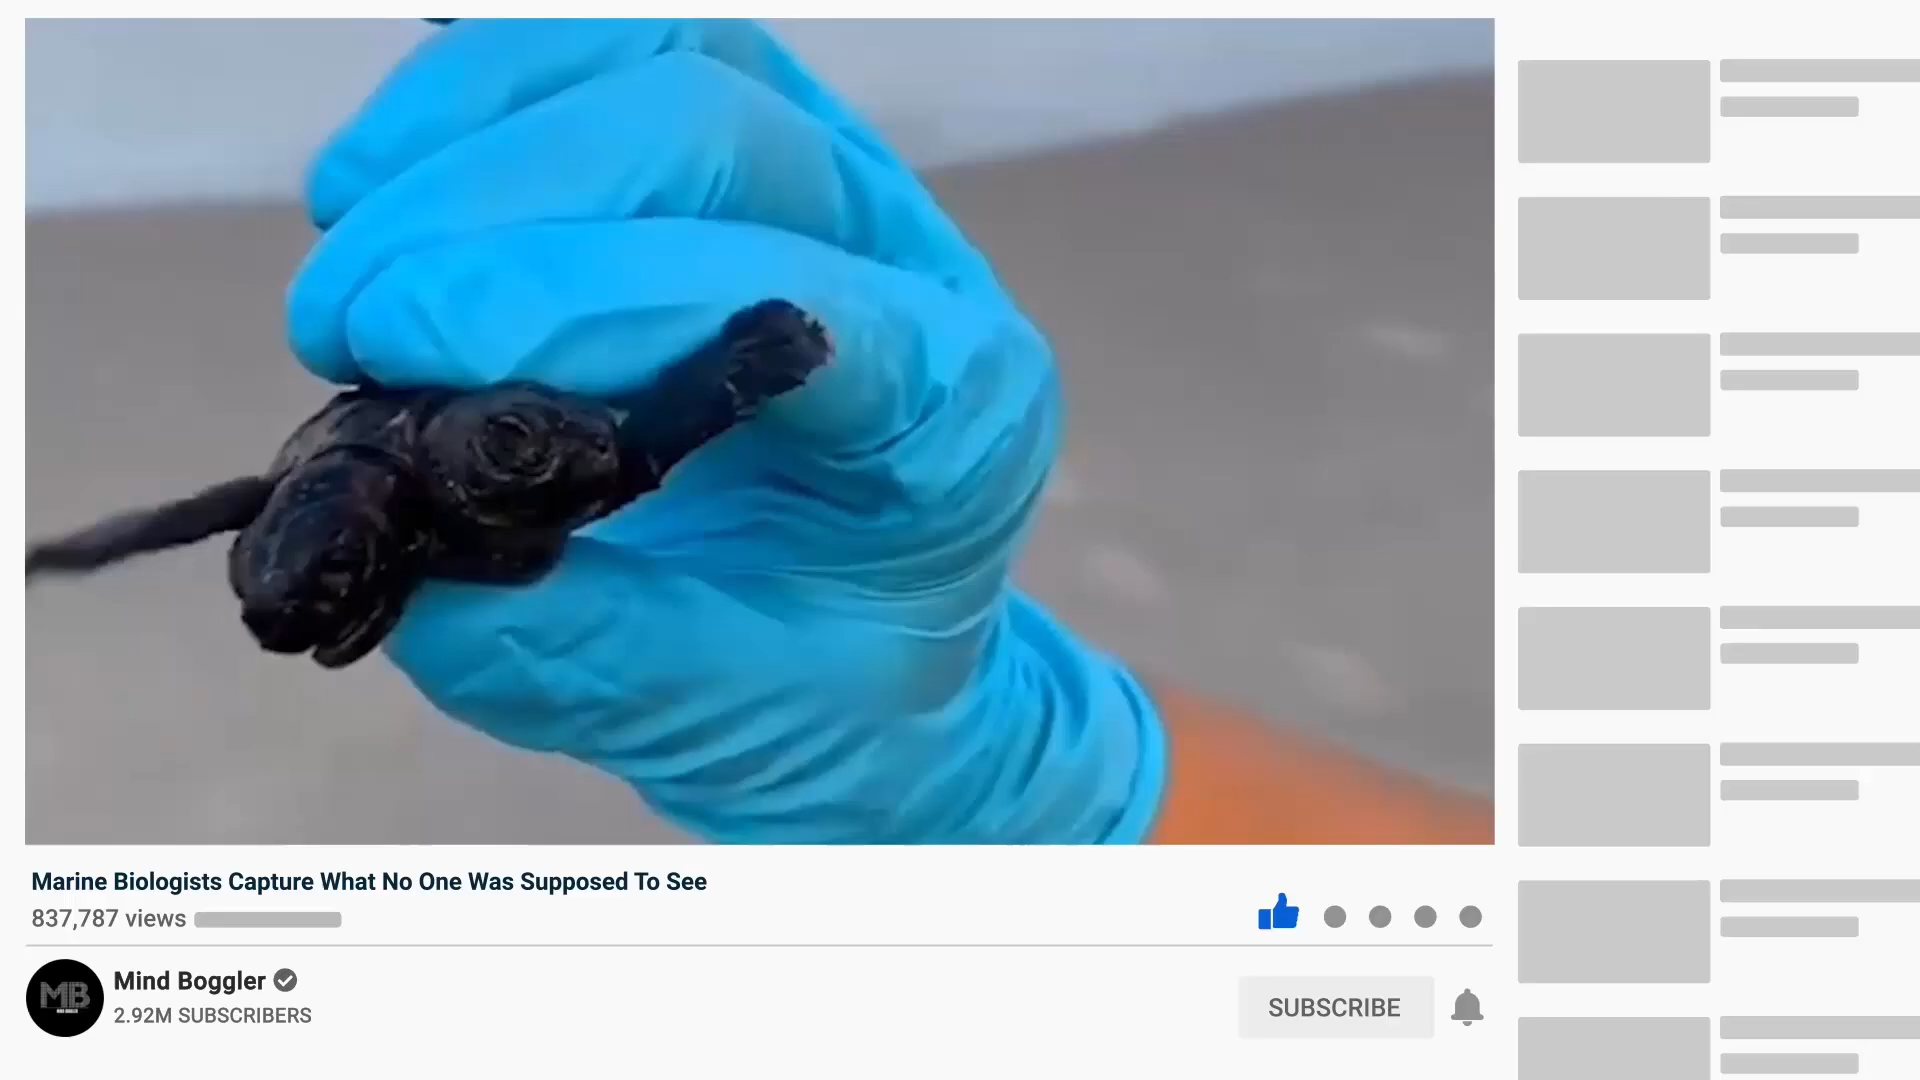 Marine Biologists Capture What No One Was Supposed To See
837,787 views
MB
Mind Boggler
2.92M SUBSCRIBERS
SUBSCRIBE